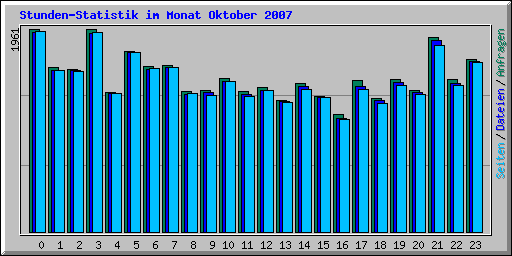 Stunden-Statistik im Monat Oktober 2007
1961
Seiten / Dateien / Anfragen
0 1 2 3 4 5 6 7 8 9 10 11 12 13 14 15 16 17 18 19 20 21 22 23